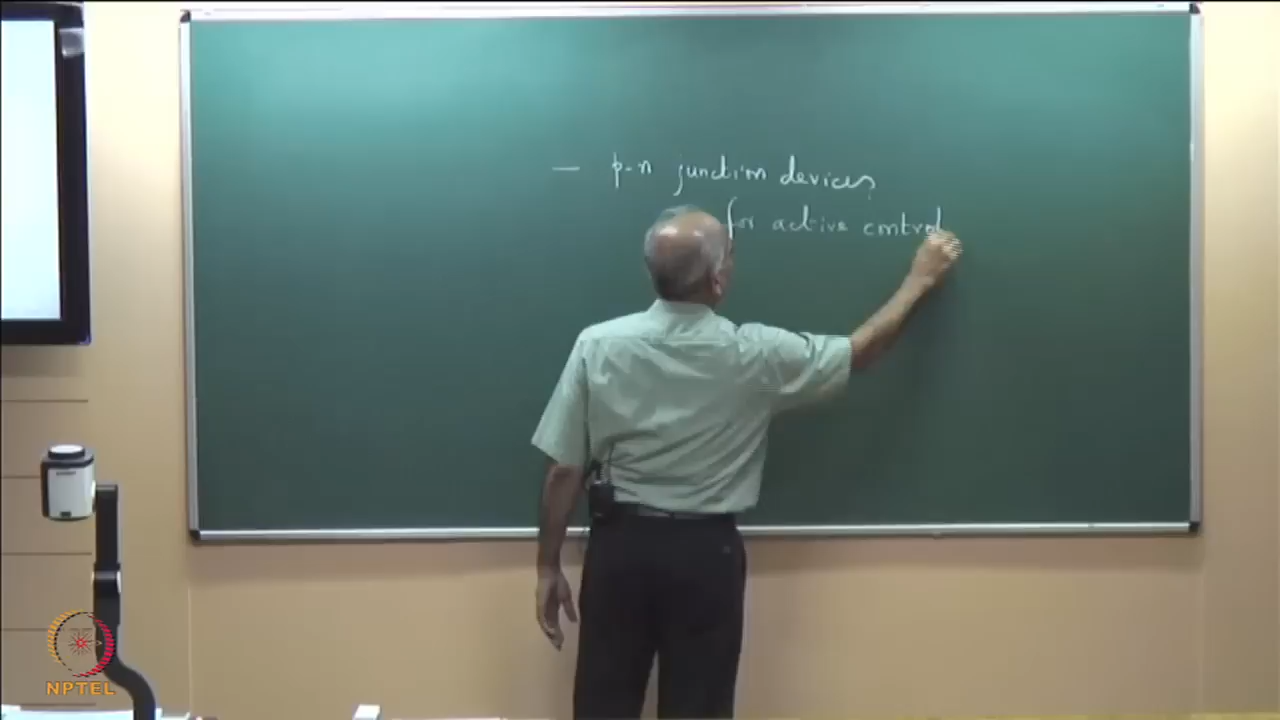 — p-n junction devices
for active control
NPTEL